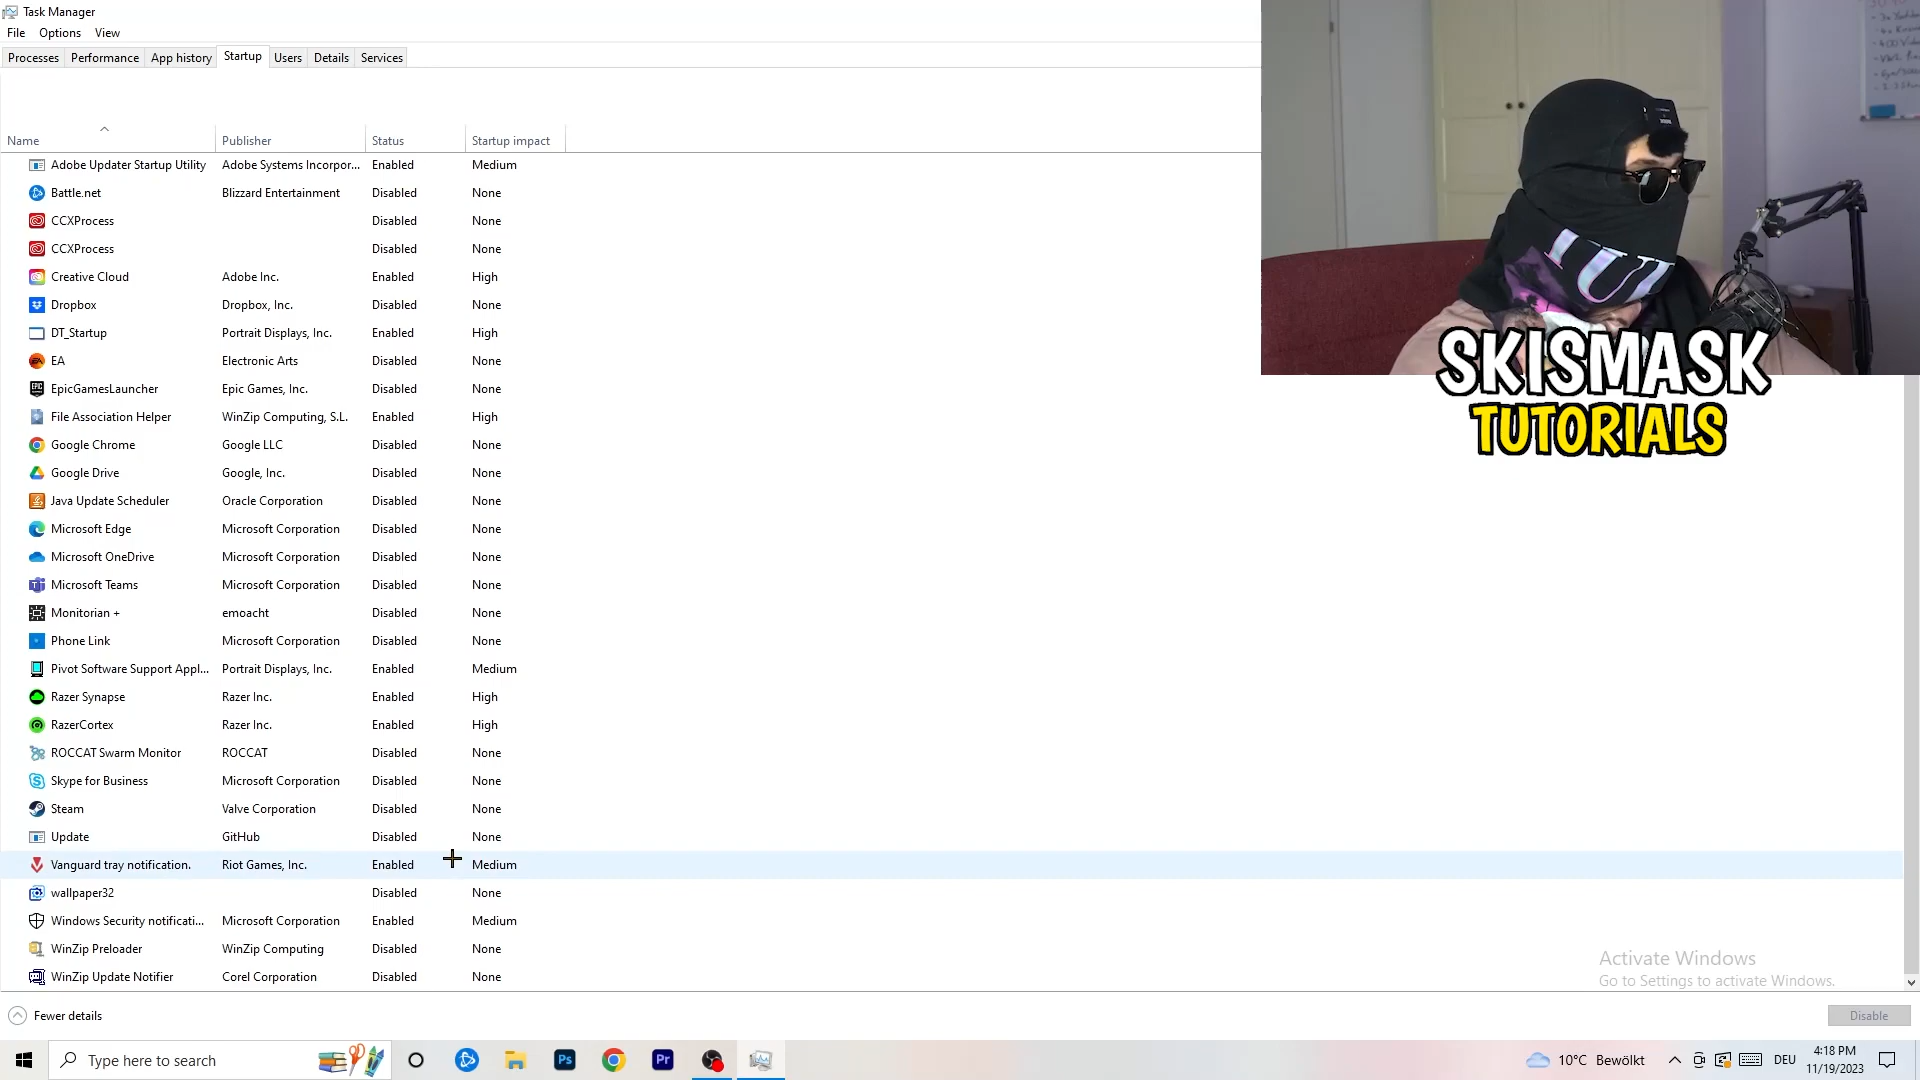 Task Manager
File Options View
Processes Performance App history Startup Users Details Services
Name Publisher Status Startup impact
Adobe Updater Startup Utility Adobe Systems Incorpor... Enabled Medium
Battle.net Blizzard Entertainment Disabled None
CCXProcess Disabled None
CCXProcess Disabled None
Creative Cloud Adobe Inc. Enabled High
Dropbox Dropbox, Inc. Disabled None
DT_Startup Portrait Displays, Inc. Enabled High
EA Electronic Arts Disabled None
EpicGamesLauncher Epic Games, Inc. Disabled None
File Association Helper WinZip Computing, S.L. Enabled High
Google Chrome Google LLC Disabled None
Google Drive Google, Inc. Disabled None
Java Update Scheduler Oracle Corporation Disabled None
Microsoft Edge Microsoft Corporation Disabled None
Microsoft OneDrive Microsoft Corporation Disabled None
Microsoft Teams Microsoft Corporation Disabled None
Monitorian + emoacht Disabled None
Phone Link Microsoft Corporation Disabled None
Pivot Software Support Appl... Portrait Displays, Inc. Enabled Medium
Razer Synapse Razer Inc. Enabled High
RazerCortex Razer Inc. Enabled High
ROCCAT Swarm Monitor ROCCAT Disabled None
Skype for Business Microsoft Corporation Disabled None
Steam Valve Corporation Disabled None
Update GitHub Disabled None
Vanguard tray notification. Riot Games, Inc. Enabled Medium
wallpaper32 Disabled None
Windows Security notificati... Microsoft Corporation Enabled Medium
WinZip Preloader WinZip Computing Disabled None
WinZip Update Notifier Corel Corporation Disabled None
SKISMASK
TUTORIALS
Activate Windows
Go to Settings to activate Windows.
Fewer details Disable
Type here to search Ps Pr 10°C Bewölkt DEU 4:18 PM
11/19/2023